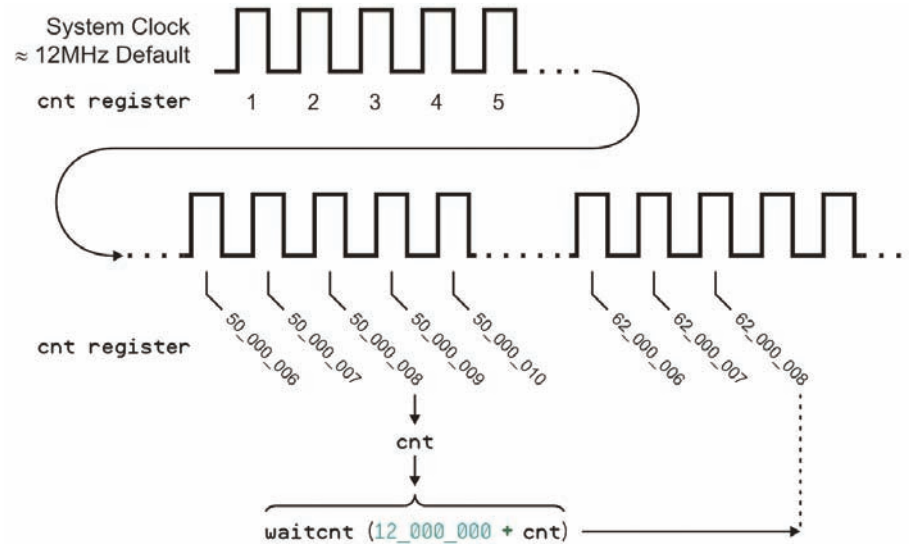 System Clock
≈ 12MHz Default
cnt register
1 2 3 4 5
cnt register
50_000_006
50_000_007
50_000_008
50_000_009
50_000_010
62_000_006
62_000_007
62_000_008
cnt
waitcnt (12_000_000 + cnt)